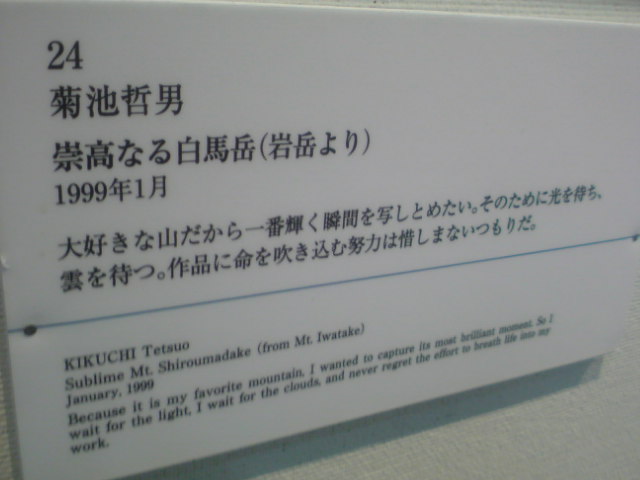 24
菊池哲男
崇高なる白馬岳(岩岳より)
1999年1月
大好きな山だから一番輝く瞬間を写しとめたい。そのために光を待ち、
雲を待つ。作品に命を吹き込む努力は惜しまないつもりだ。
KIKUCHI Tetsuo
Sublime Mt. Shiroumadake (from Mt. Iwatake)
January, 1999
Because it is my favorite mountain, I wanted to capture its most brilliant moment. So I
wait for the light, I wait for the clouds, and never regret the effort to breath life into my
work.